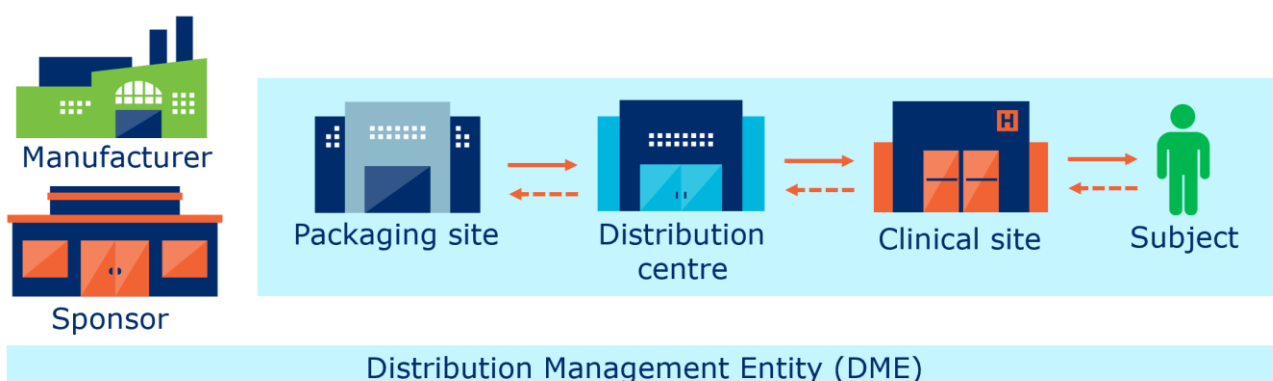 Manufacturer
Sponsor
Packaging site
Distribution
centre
H
Clinical site
Subject
Distribution Management Entity (DME)